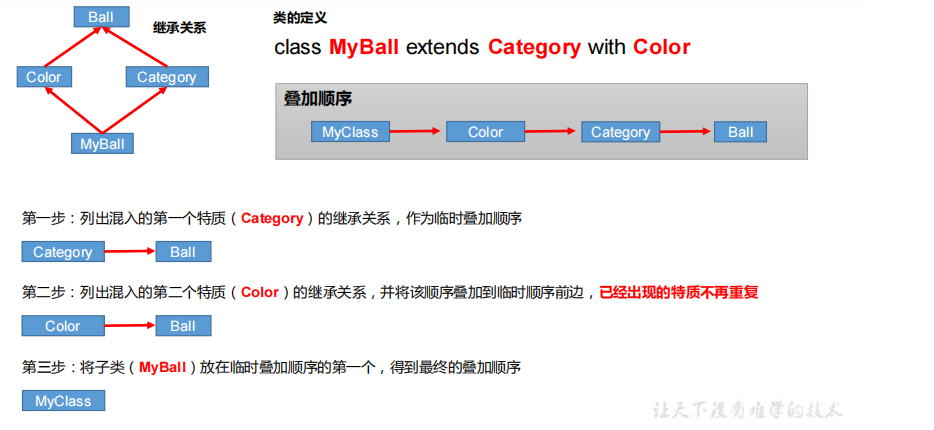 Ball
继承关系
Color
Category
MyBall
类的定义
class MyBall extends Category with Color
叠加顺序
MyClass
Color
Category
Ball
第一步：列出混入的第一个特质（Category）的继承关系，作为临时叠加顺序
Category
Ball
第二步：列出混入的第二个特质（Color）的继承关系，并将该顺序叠加到临时顺序前边，已经出现的特质不再重复
Color
Ball
第三步：将子类（MyBall）放在临时叠加顺序的第一个，得到最终的叠加顺序
MyClass
让天下没有难学的技术